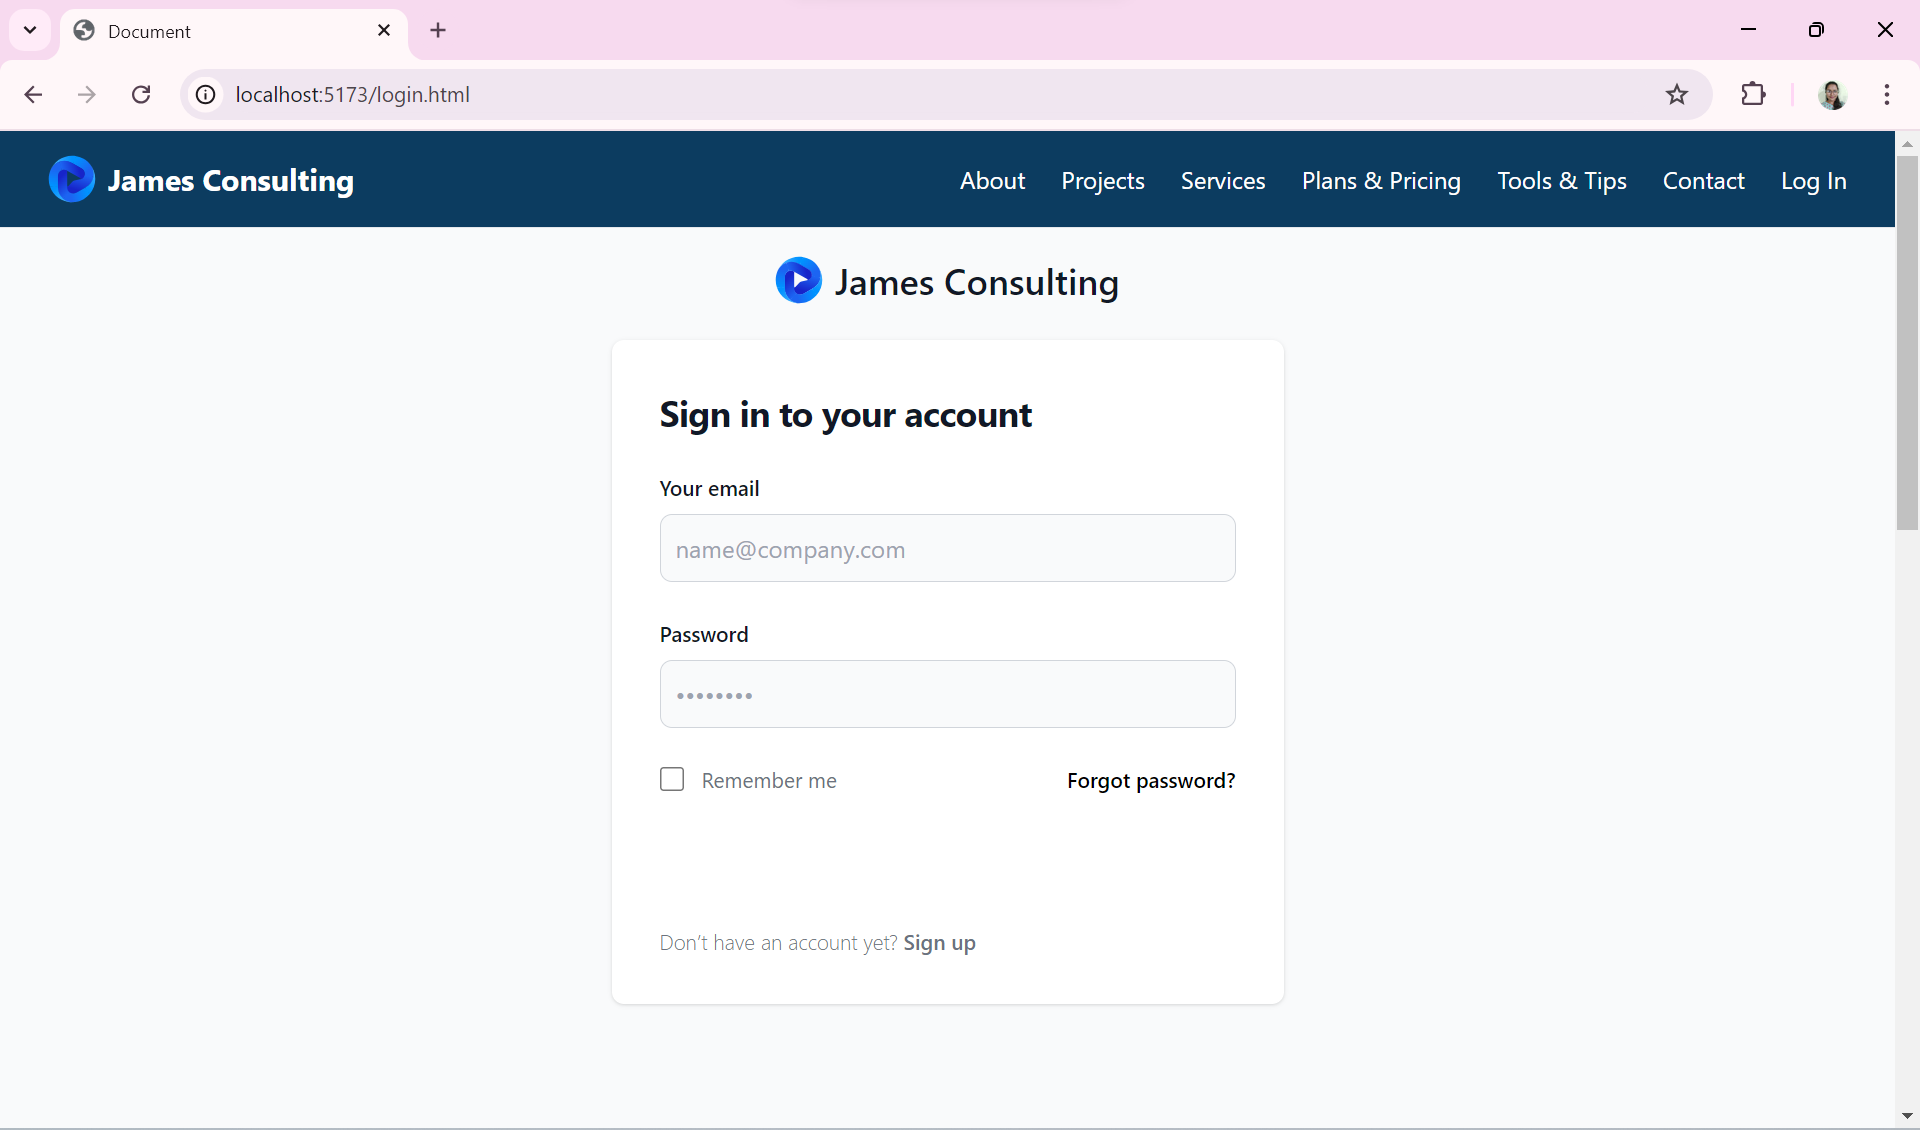 Document
localhost:5173/login.html
James Consulting
About Projects Services Plans & Pricing Tools & Tips Contact Log In
James Consulting
Sign in to your account
Your email
name@company.com
Password
••••••••
Remember me Forgot password?
Don't have an account yet? Sign up